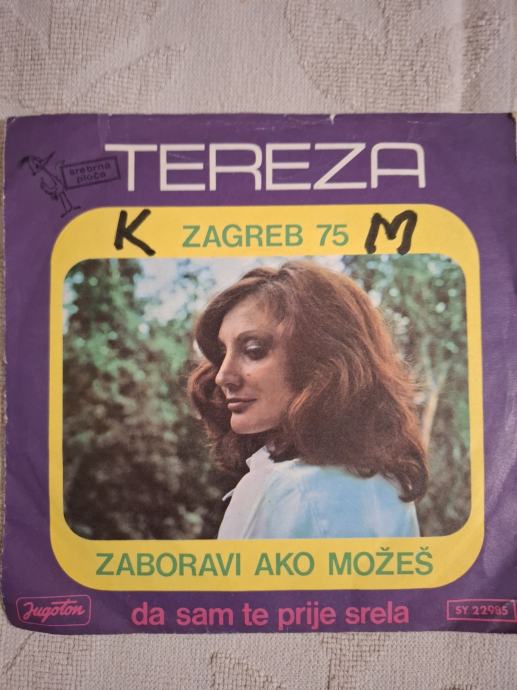 TEREZA
srebrna
ploča
K ZAGREB 75 M
ZABORAVI AKO MOŽEŠ
Jugoton da sam te prije srela SY 22985